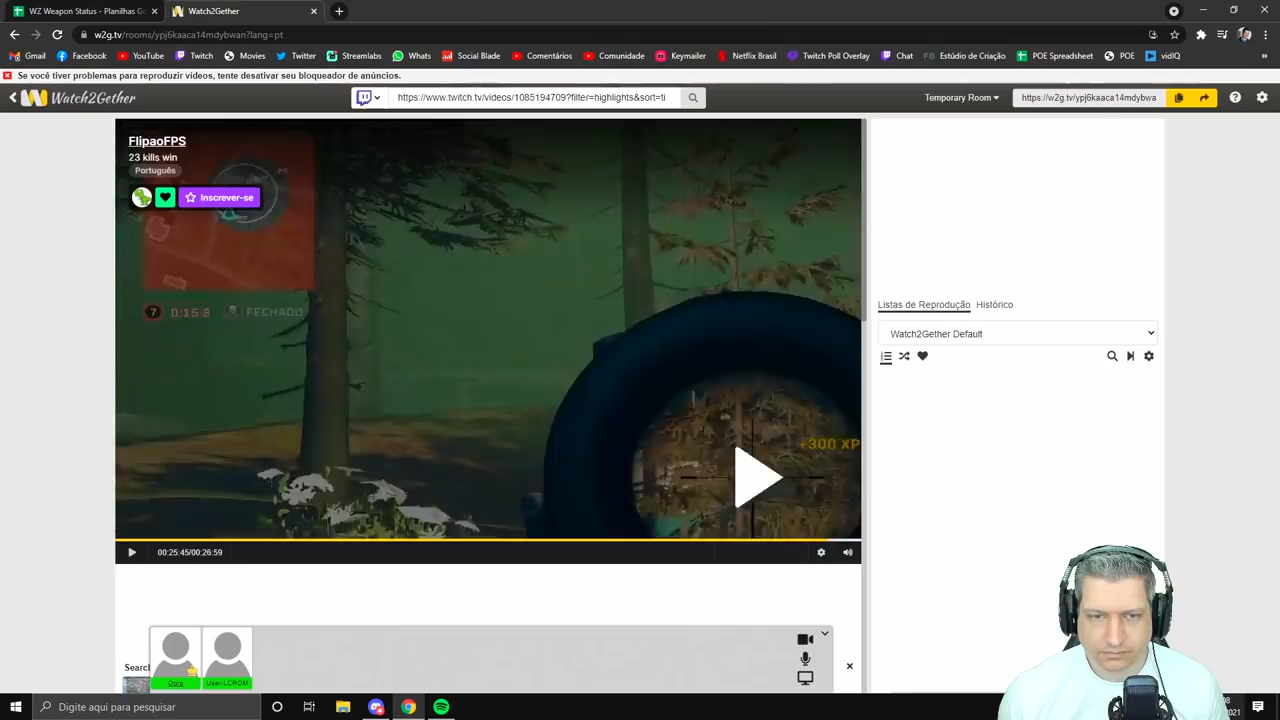 WZ Weapon Status - Planilhas G
Watch2Gether
w2g.tv/rooms/ypj6kaaca14mdybwan?lang=pt
Gmail
Facebook
YouTube
Twitch
Movies
Twitter
Streamlabs
Whats
Social Blade
Comentários
Comunidade
Keymailer
Netflix Brasil
Twitch Poll Overlay
Chat
FB Estúdio de Criação
POE Spreadsheet
POE
vidIQ
Se você tiver problemas para reproduzir vídeos, tente desativar seu bloqueador de anúncios.
Watch2Gether
https://www.twitch.tv/videos/1085194709?filter=highlights&sort=ti
Temporary Room
https://w2g.tv/ypj6kaaca14mdybwa
FlipaoFPS
23 kills win
Português
Inscrever-se
7 0:15.8 FECHADO
+300 XP
Listas de Reprodução Histórico
Watch2Gether Default
00:25:45/00:26:59
Search
Ogro
User-LCROM
Digite aqui para pesquisar
2021